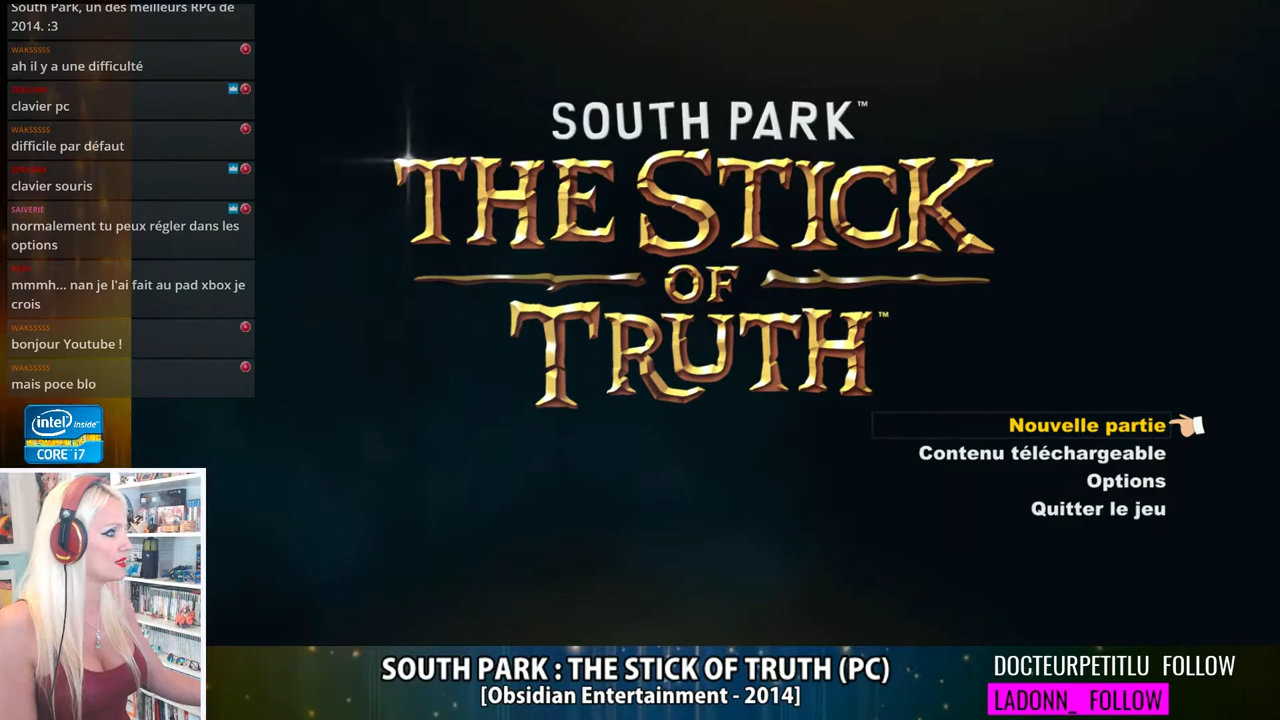 South Park, un des meilleurs RPG de
2014. :3
WAKSSSSS
ah il y a une difficulté
clavier pc
WAKSSSSS
difficile par défaut
clavier souris
SAIVERIE
normalement tu peux régler dans les
options
mmmh... nan je l'ai fait au pad xbox je
crois
WAKSSSSS
bonjour Youtube !
WAKSSSSS
mais poce blo
intel inside™
CORE i7
SOUTH PARK™
THE STICK
OF
TRUTH™
Nouvelle partie
Contenu téléchargeable
Options
Quitter le jeu
SOUTH PARK : THE STICK OF TRUTH (PC)
[Obsidian Entertainment - 2014]
DOCTEURPETITLU FOLLOW
LADONN_ FOLLOW